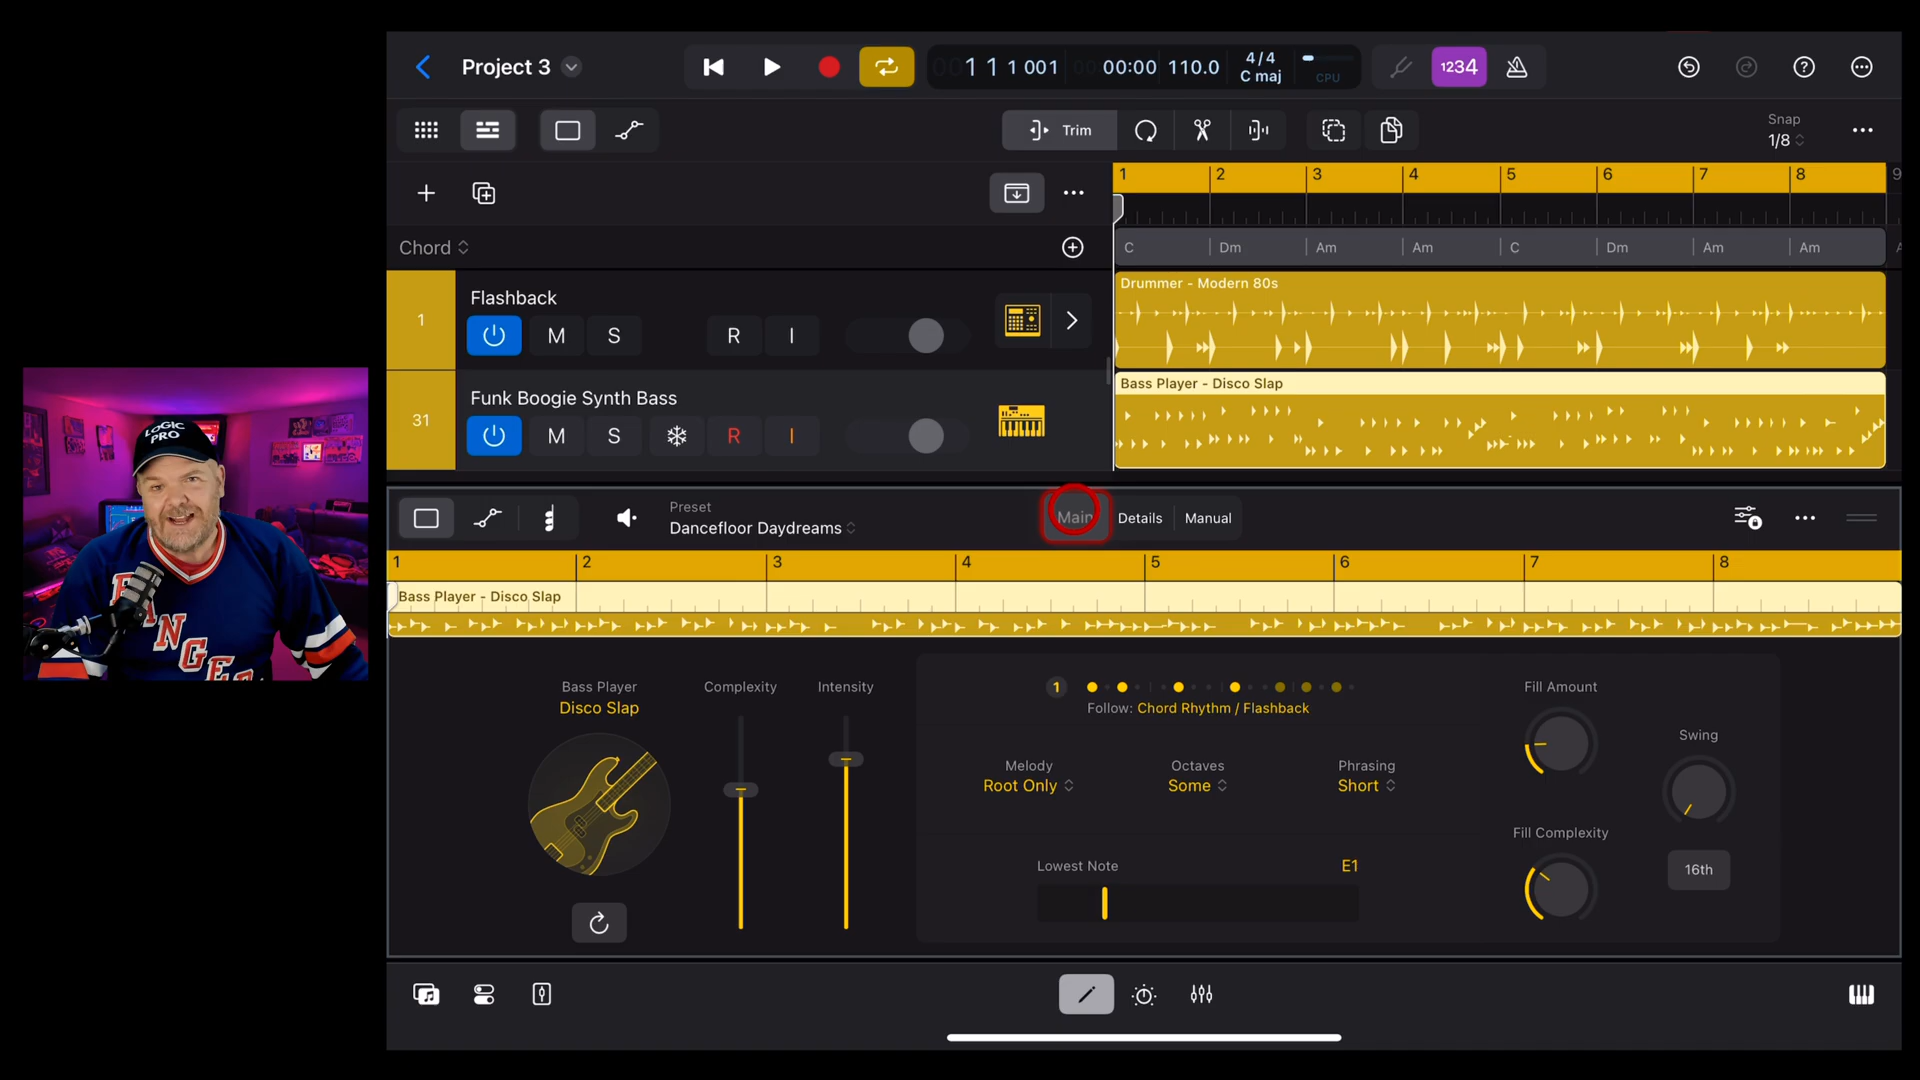 Project 3
1 1 1 001
00:00
110.0
4/4
C maj
CPU
1234
Trim
Snap
1/8
1 2 3 4 5 6 7 8 9
Chord
C Dm Am Am C Dm Am Am
1
Flashback
M S R I
Drummer - Modern 80s
31
Funk Boogie Synth Bass
M S R I
Bass Player - Disco Slap
LOGIC
PRO
Preset
Dancefloor Daydreams
Main Details Manual
1 2 3 4 5 6 7 8
Bass Player - Disco Slap
Bass Player
Disco Slap
Complexity
Intensity
1
Follow: Chord Rhythm / Flashback
Melody
Root Only
Octaves
Some
Phrasing
Short
Lowest Note E1
Fill Amount
Swing
Fill Complexity
16th